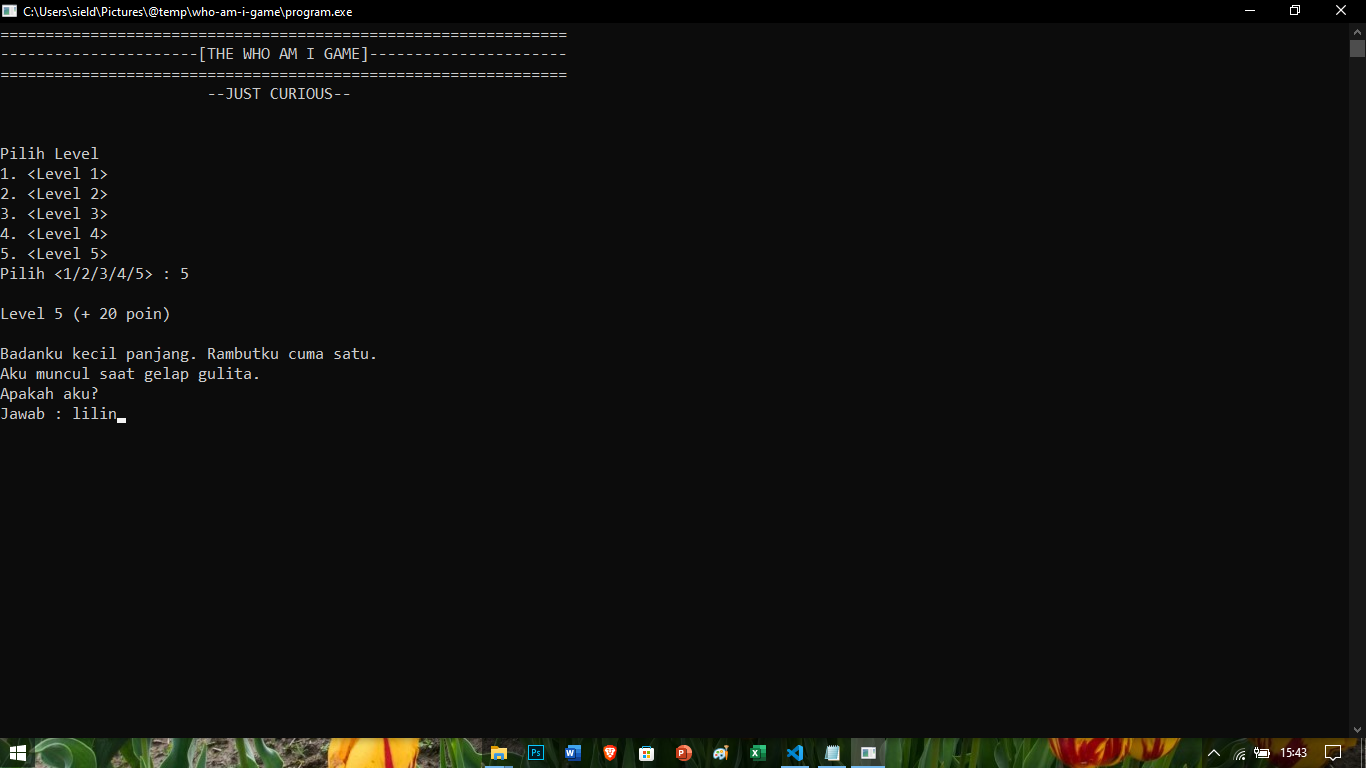 C:\Users\sield\Pictures\@temp\who-am-i-game\program.exe
===============================================================
----------------------[THE WHO AM I GAME]----------------------
===============================================================
--JUST CURIOUS--
Pilih Level
1. <Level 1>
2. <Level 2>
3. <Level 3>
4. <Level 4>
5. <Level 5>
Pilih <1/2/3/4/5> : 5
Level 5 (+ 20 poin)
Badanku kecil panjang. Rambutku cuma satu.
Aku muncul saat gelap gulita.
Apakah aku?
Jawab : lilin
15:43